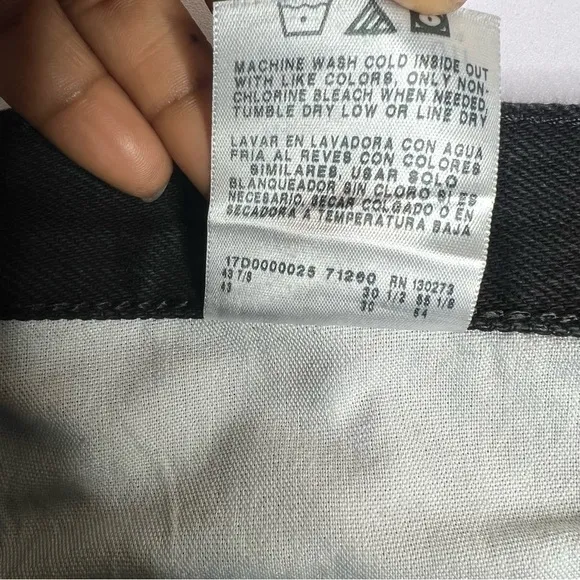 MACHINE WASH COLD INSIDE OUT
WITH LIKE COLORS, ONLY NON-
CHLORINE BLEACH WHEN NEEDED,
TUMBLE DRY LOW OR LINE DRY
LAVAR EN LAVADORA CON AGUA
FRIA AL REVES CON COLORES
SIMILARES, USAR SOLO
BLANQUEADOR SIN CLORO SI ES
NECESARIO, SECAR COLGADO O EN
SECADORA A TEMPERATURA BAJA
17D0000025 71260 RN 130273
43 7/8 30 1/2 35 1/8
43 30 54